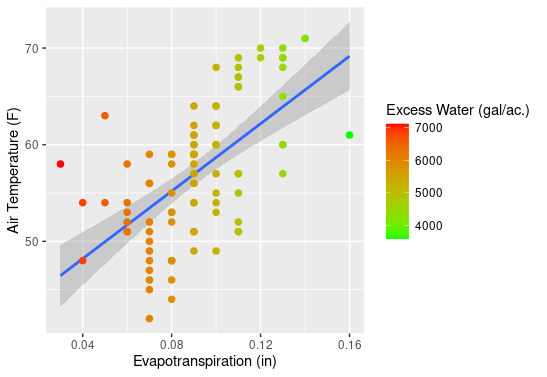 Air Temperature (F)
70
60
50
0.04 0.08 0.12 0.16
Evapotranspiration (in)
Excess Water (gal/ac.)
7000
6000
5000
4000